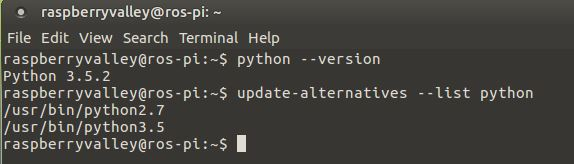 raspberryvalley@ros-pi: ~
File Edit View Search Terminal Help
raspberryvalley@ros-pi:~$ python --version
Python 3.5.2
raspberryvalley@ros-pi:~$ update-alternatives --list python
/usr/bin/python2.7
/usr/bin/python3.5
raspberryvalley@ros-pi:~$